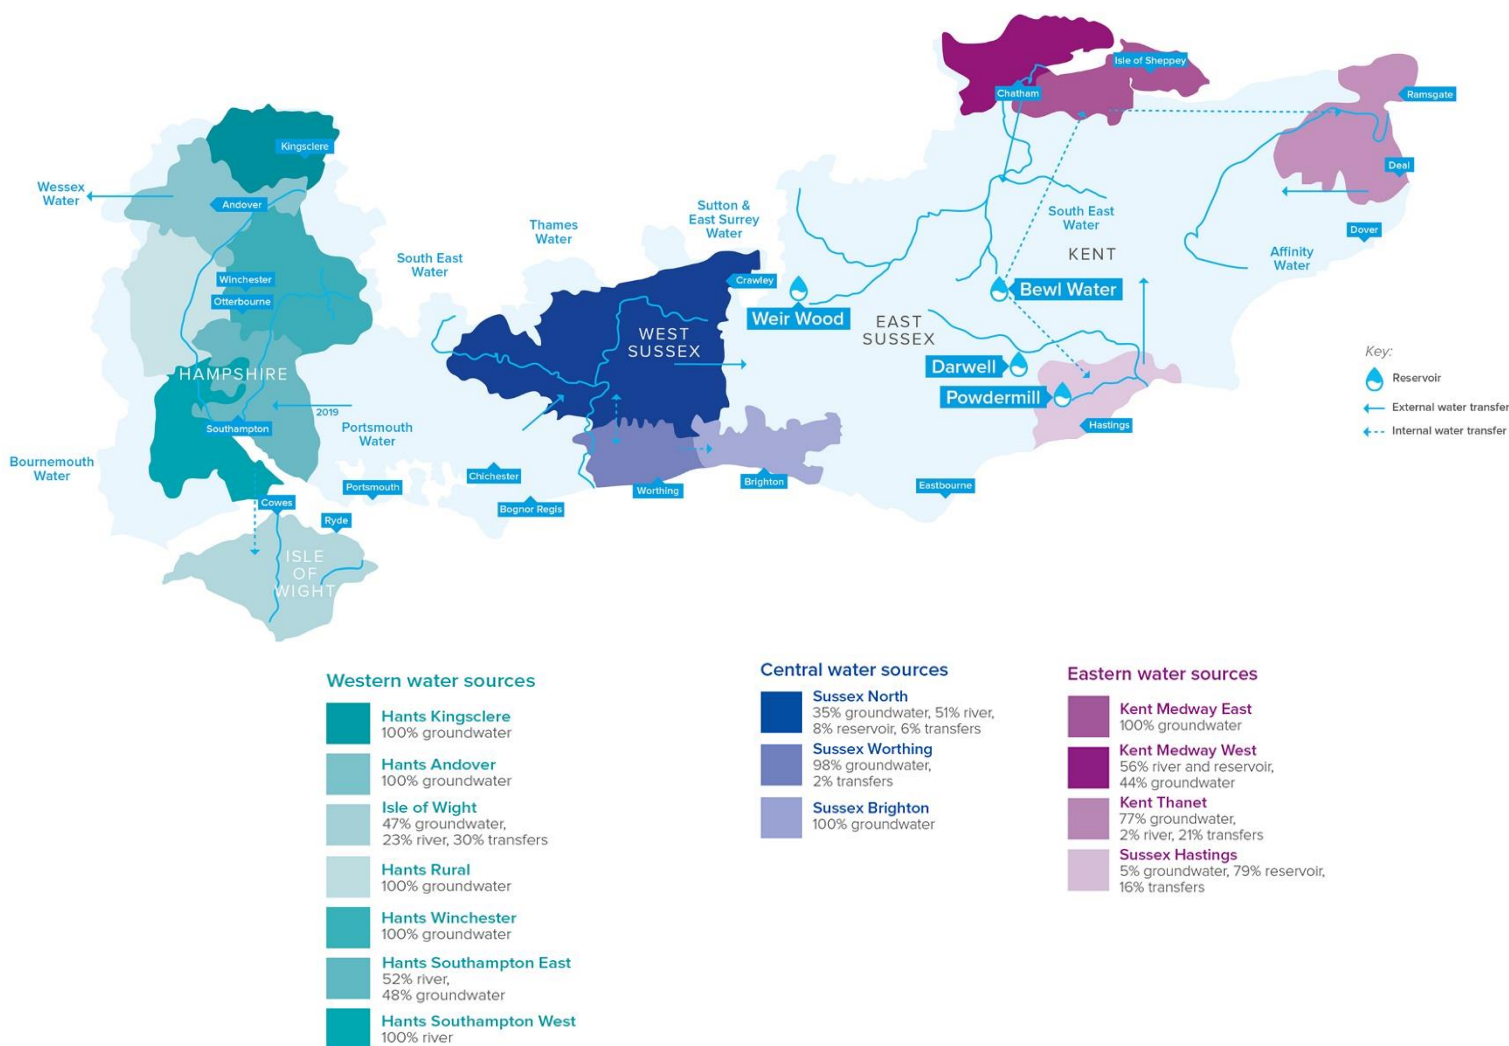 Isle of Sheppey
Chatham
Ramsgate
Kingsclere
Deal
Wessex
Water
Andover
Sutton &
East Surrey
Water
Thames
Water
South East
Water
Dover
South East
Water
KENT
Affinity
Water
Winchester
Otterbourne
Crawley
Bewl Water
Weir Wood
EAST
SUSSEX
WEST
SUSSEX
Key:
HAMPSHIRE
Darwell
Reservoir
Powdermill
2019
External water transfer
Southampton
Portsmouth
Water
Hastings
Internal water transfer
Bournemouth
Water
Chichester
Portsmouth
Worthing
Brighton
Eastbourne
Cowes
Bognor Regis
Ryde
ISLE
OF
WIGHT
Western water sources
Hants Kingsclere
100% groundwater
Hants Andover
100% groundwater
Isle of Wight
47% groundwater,
23% river, 30% transfers
Hants Rural
100% groundwater
Hants Winchester
100% groundwater
Hants Southampton East
52% river,
48% groundwater
Hants Southampton West
100% river
Central water sources
Sussex North
35% groundwater, 51% river,
8% reservoir, 6% transfers
Sussex Worthing
98% groundwater,
2% transfers
Sussex Brighton
100% groundwater
Eastern water sources
Kent Medway East
100% groundwater
Kent Medway West
56% river and reservoir,
44% groundwater
Kent Thanet
77% groundwater,
2% river, 21% transfers
Sussex Hastings
5% groundwater, 79% reservoir,
16% transfers